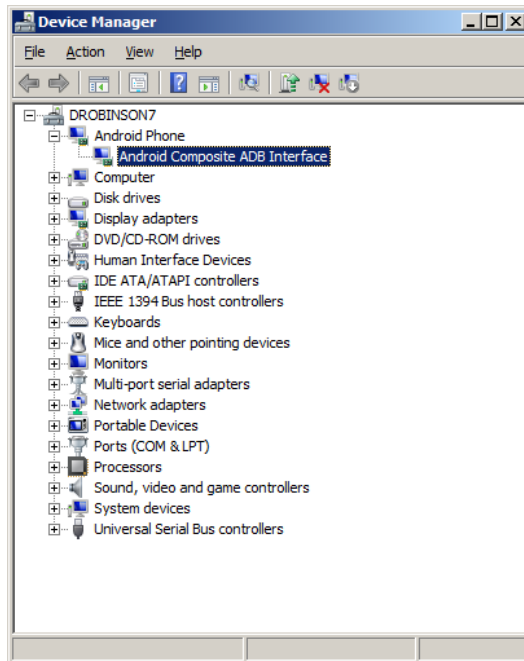 Device Manager
File Action View Help
DROBINSON7
Android Phone
Android Composite ADB Interface
Computer
Disk drives
Display adapters
DVD/CD-ROM drives
Human Interface Devices
IDE ATA/ATAPI controllers
IEEE 1394 Bus host controllers
Keyboards
Mice and other pointing devices
Monitors
Multi-port serial adapters
Network adapters
Portable Devices
Ports (COM & LPT)
Processors
Sound, video and game controllers
System devices
Universal Serial Bus controllers